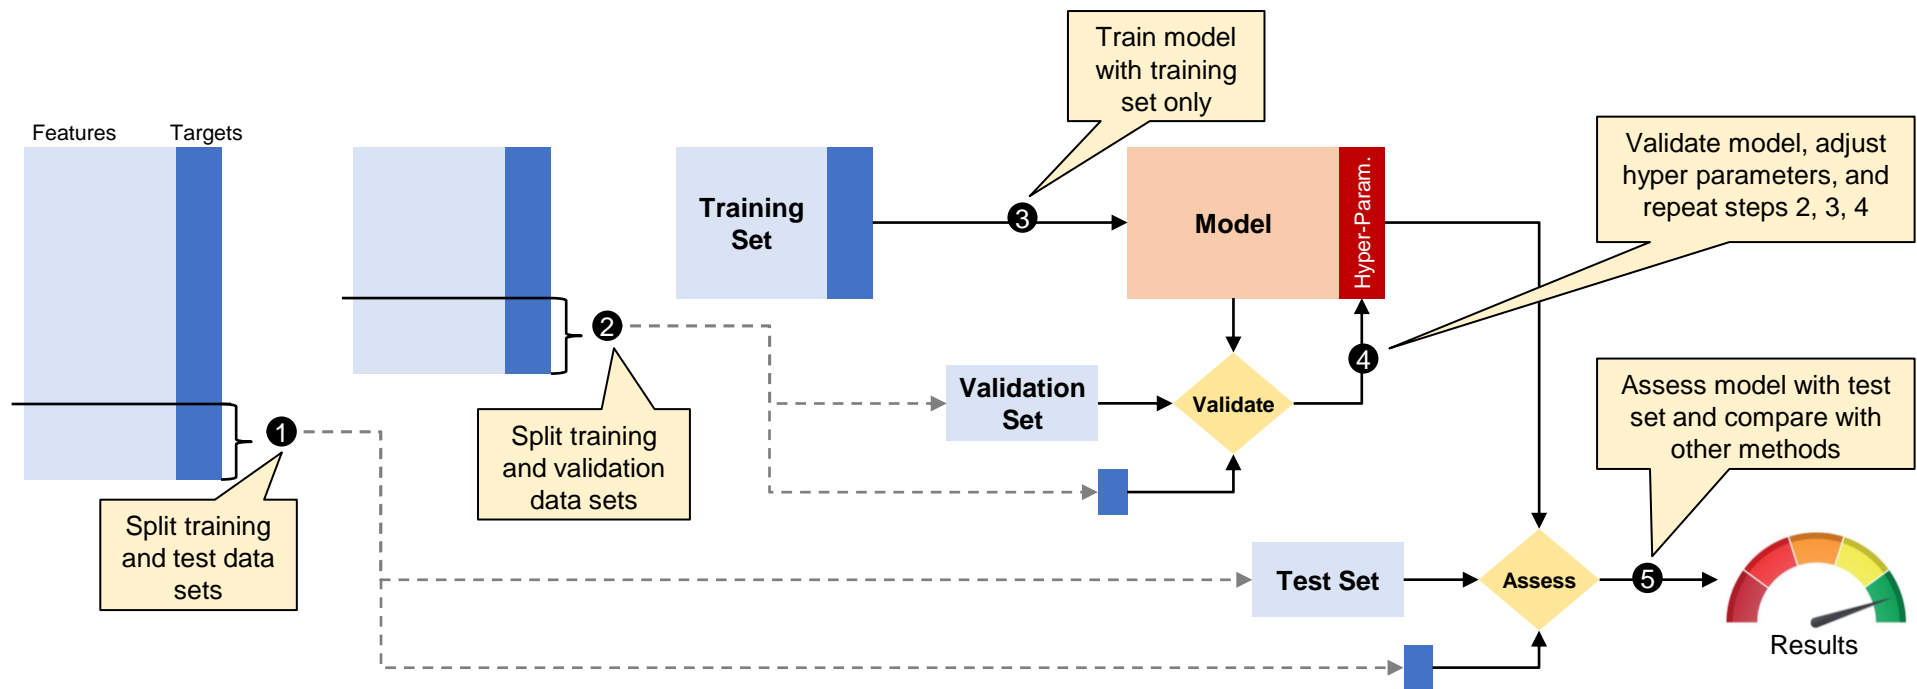 Train model
with training
set only
Features
Targets
Validate model, adjust
hyper parameters, and
repeat steps 2, 3, 4
Training
Set
3
Model
Hyper-Param.
2
4
Validation
Set
Validate
Assess model with test
set and compare with
other methods
1
Split training
and validation
data sets
Split training
and test data
sets
Test Set
Assess
5
Results